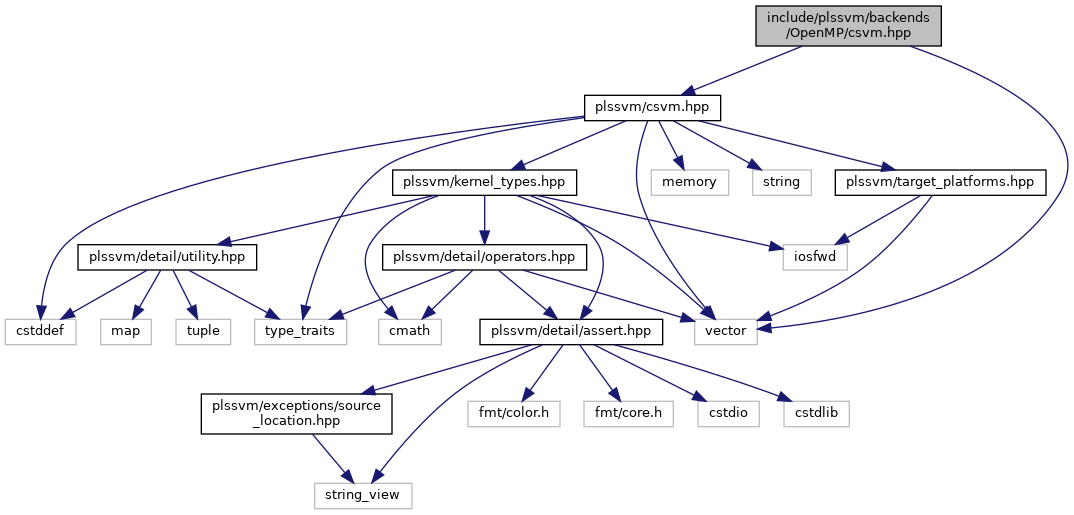 include/plssvm/backends
/OpenMP/csvm.hpp
plssvm/csvm.hpp
plssvm/kernel_types.hpp
memory
string
plssvm/target_platforms.hpp
plssvm/detail/utility.hpp
plssvm/detail/operators.hpp
iosfwd
cstddef
map
tuple
type_traits
cmath
plssvm/detail/assert.hpp
vector
plssvm/exceptions/source
_location.hpp
fmt/color.h
fmt/core.h
cstdio
cstdlib
string_view